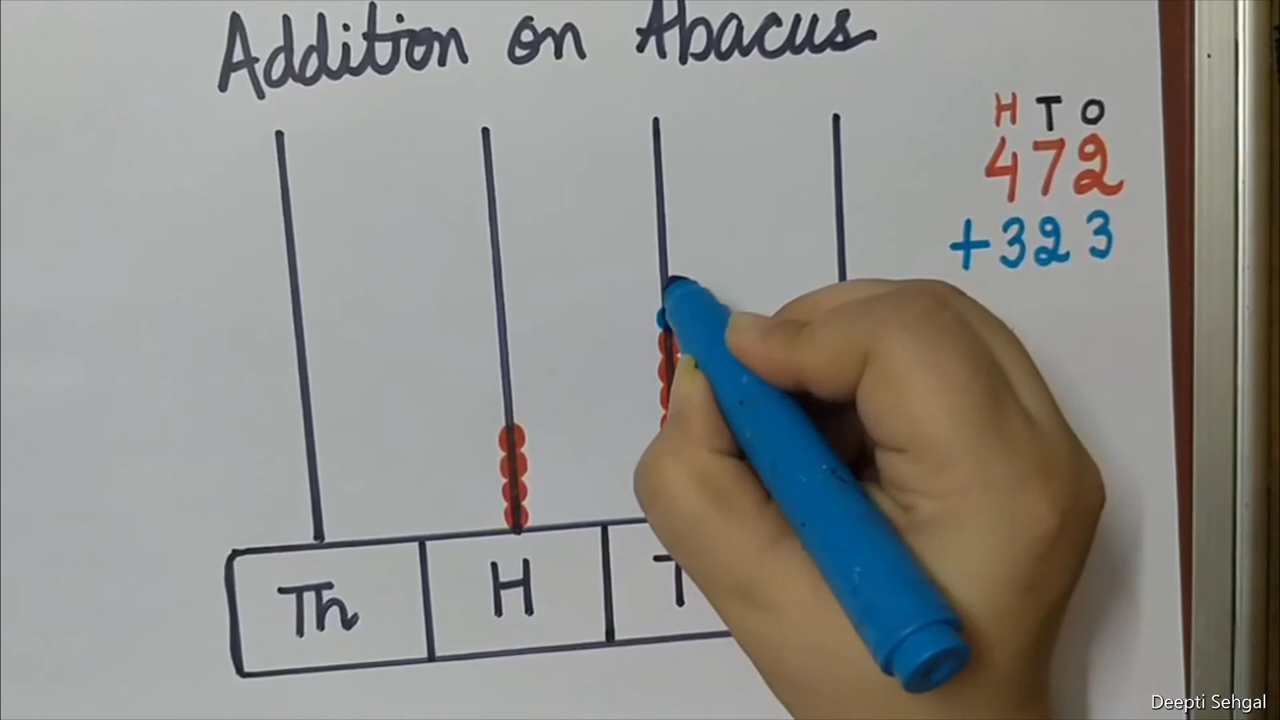 Addition on Abacus
H T O
472
+323
Th H T
Deepti Sehgal